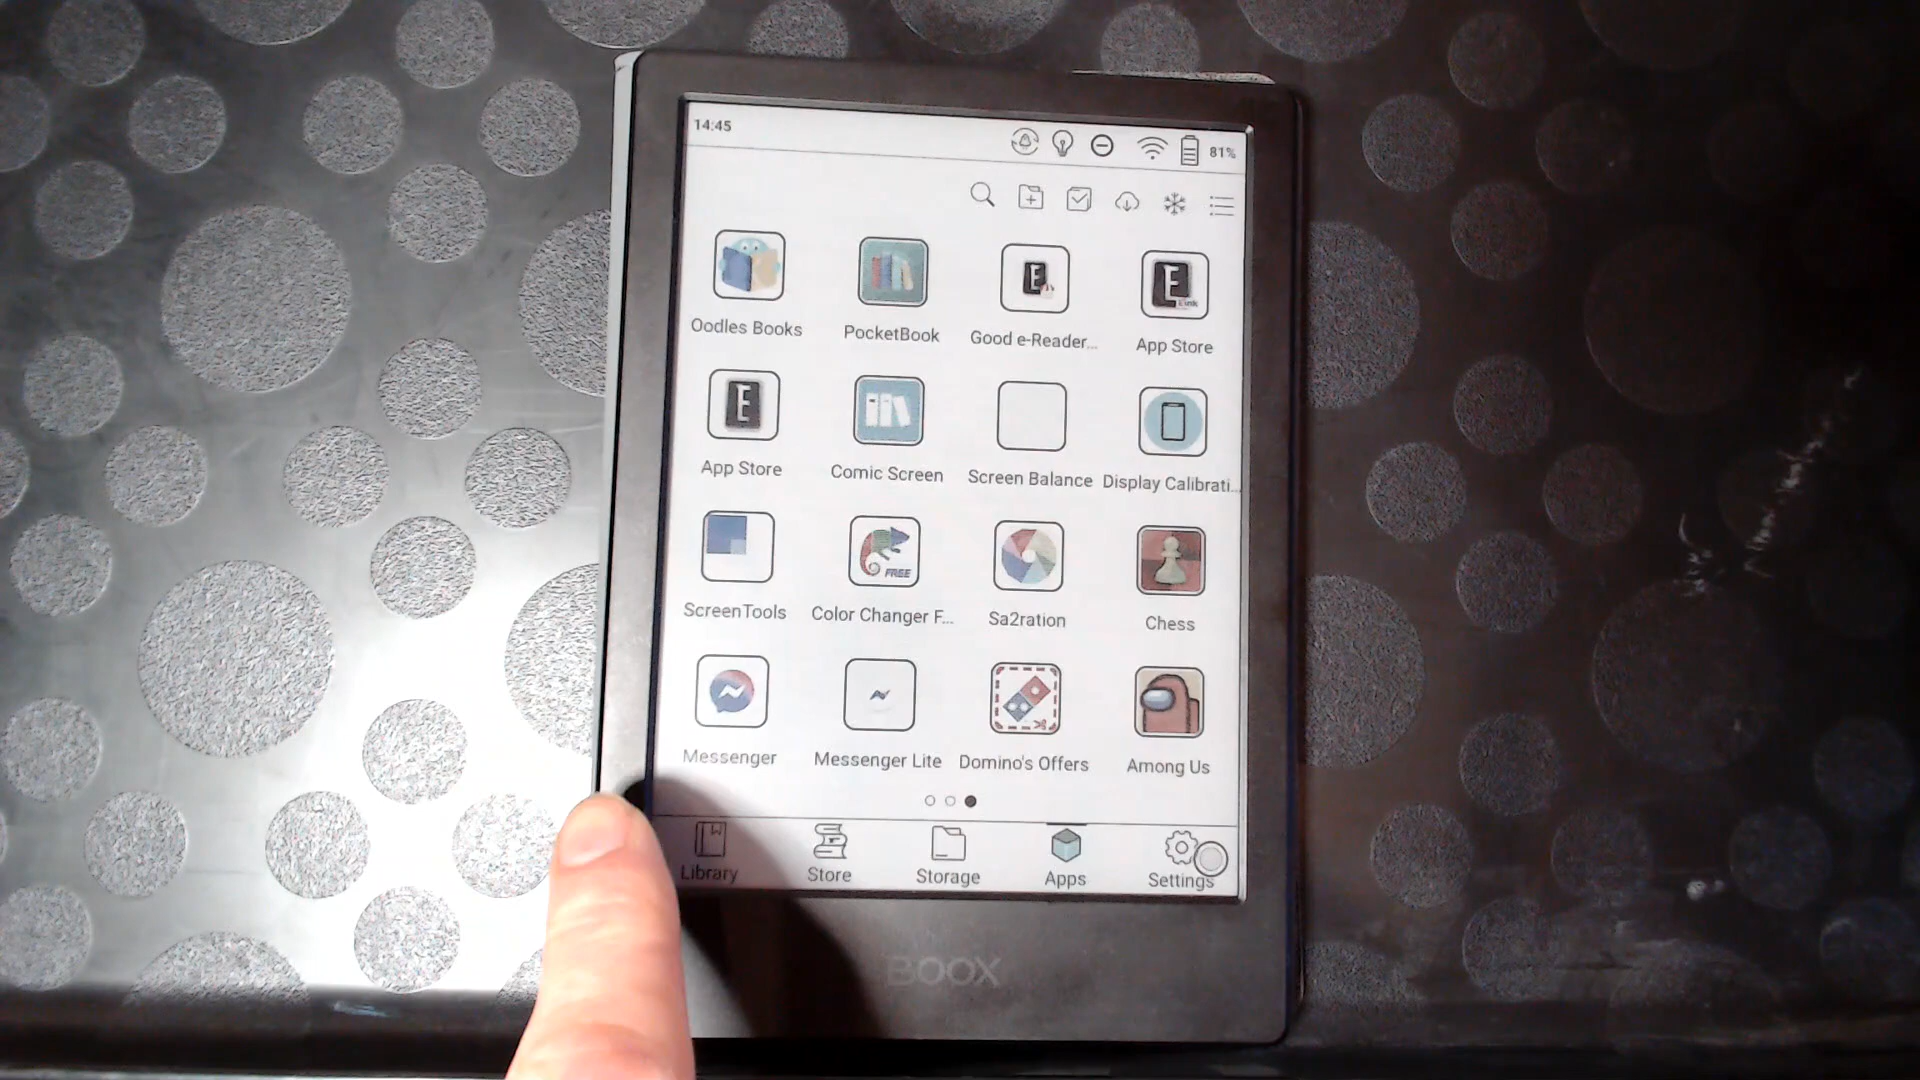 14:45
81%
Oodles Books
PocketBook
Good e-Reader...
App Store
App Store
Comic Screen
Screen Balance
Display Calibrati...
FREE
ScreenTools
Color Changer F...
Sa2ration
Chess
Messenger
Messenger Lite
Domino's Offers
Among Us
Library
Store
Storage
Apps
Settings
BOOX